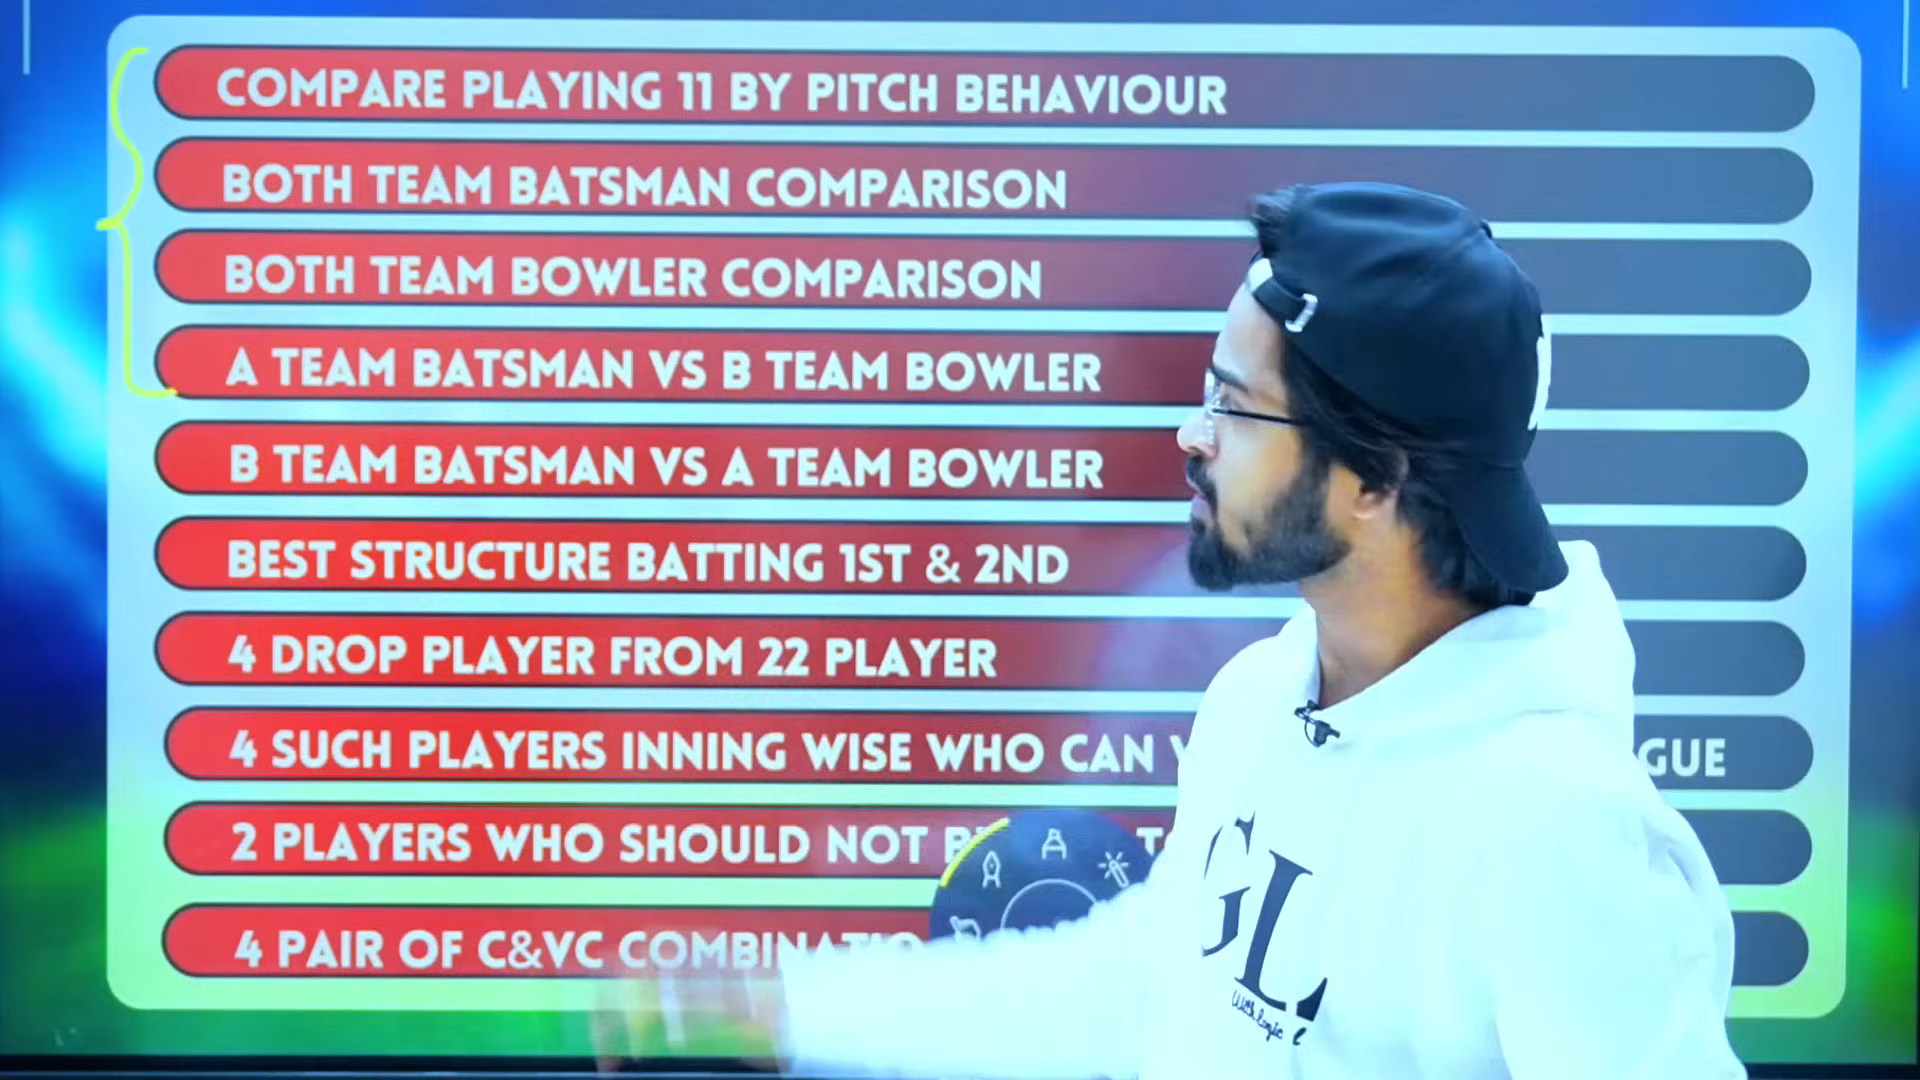 COMPARE PLAYING 11 BY PITCH BEHAVIOUR
BOTH TEAM BATSMAN COMPARISON
BOTH TEAM BOWLER COMPARISON
A TEAM BATSMAN VS B TEAM BOWLER
B TEAM BATSMAN VS A TEAM BOWLER
BEST STRUCTURE BATTING 1ST & 2ND
4 DROP PLAYER FROM 22 PLAYER
4 SUCH PLAYERS INNING WISE WHO CAN GUE
2 PLAYERS WHO SHOULD NOT
4 PAIR OF C&VC
GL
with logic